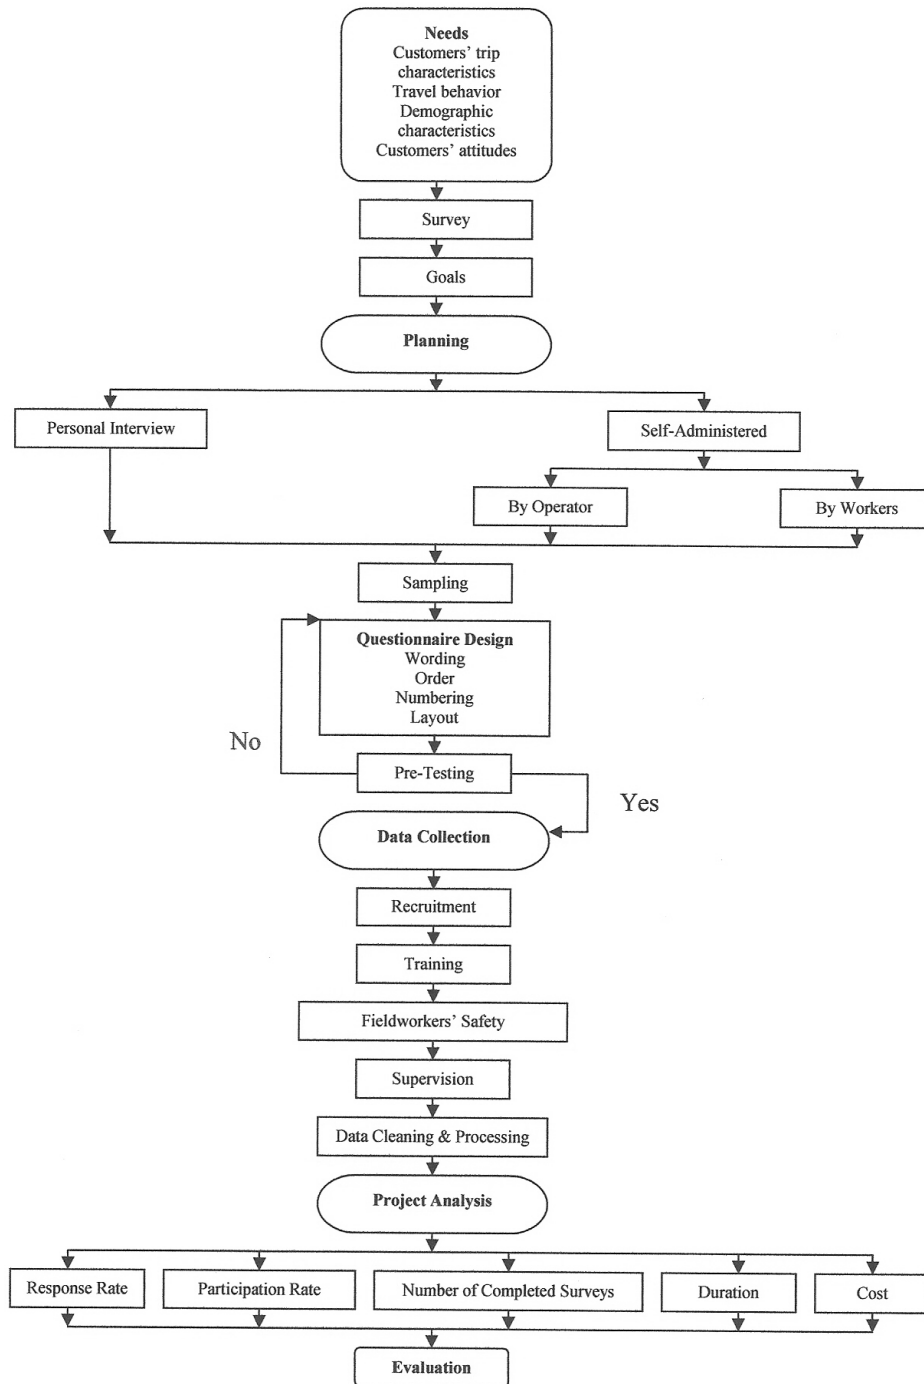 Needs
Customers' trip
characteristics
Travel behavior
Demographic
characteristics
Customers' attitudes
Survey
Goals
Planning
Personal Interview
Self-Administered
By Operator
By Workers
Sampling
Questionnaire Design
Wording
Order
Numbering
Layout
No
Pre-Testing
Yes
Data Collection
Recruitment
Training
Fieldworkers' Safety
Supervision
Data Cleaning & Processing
Project Analysis
Response Rate
Participation Rate
Number of Completed Surveys
Duration
Cost
Evaluation